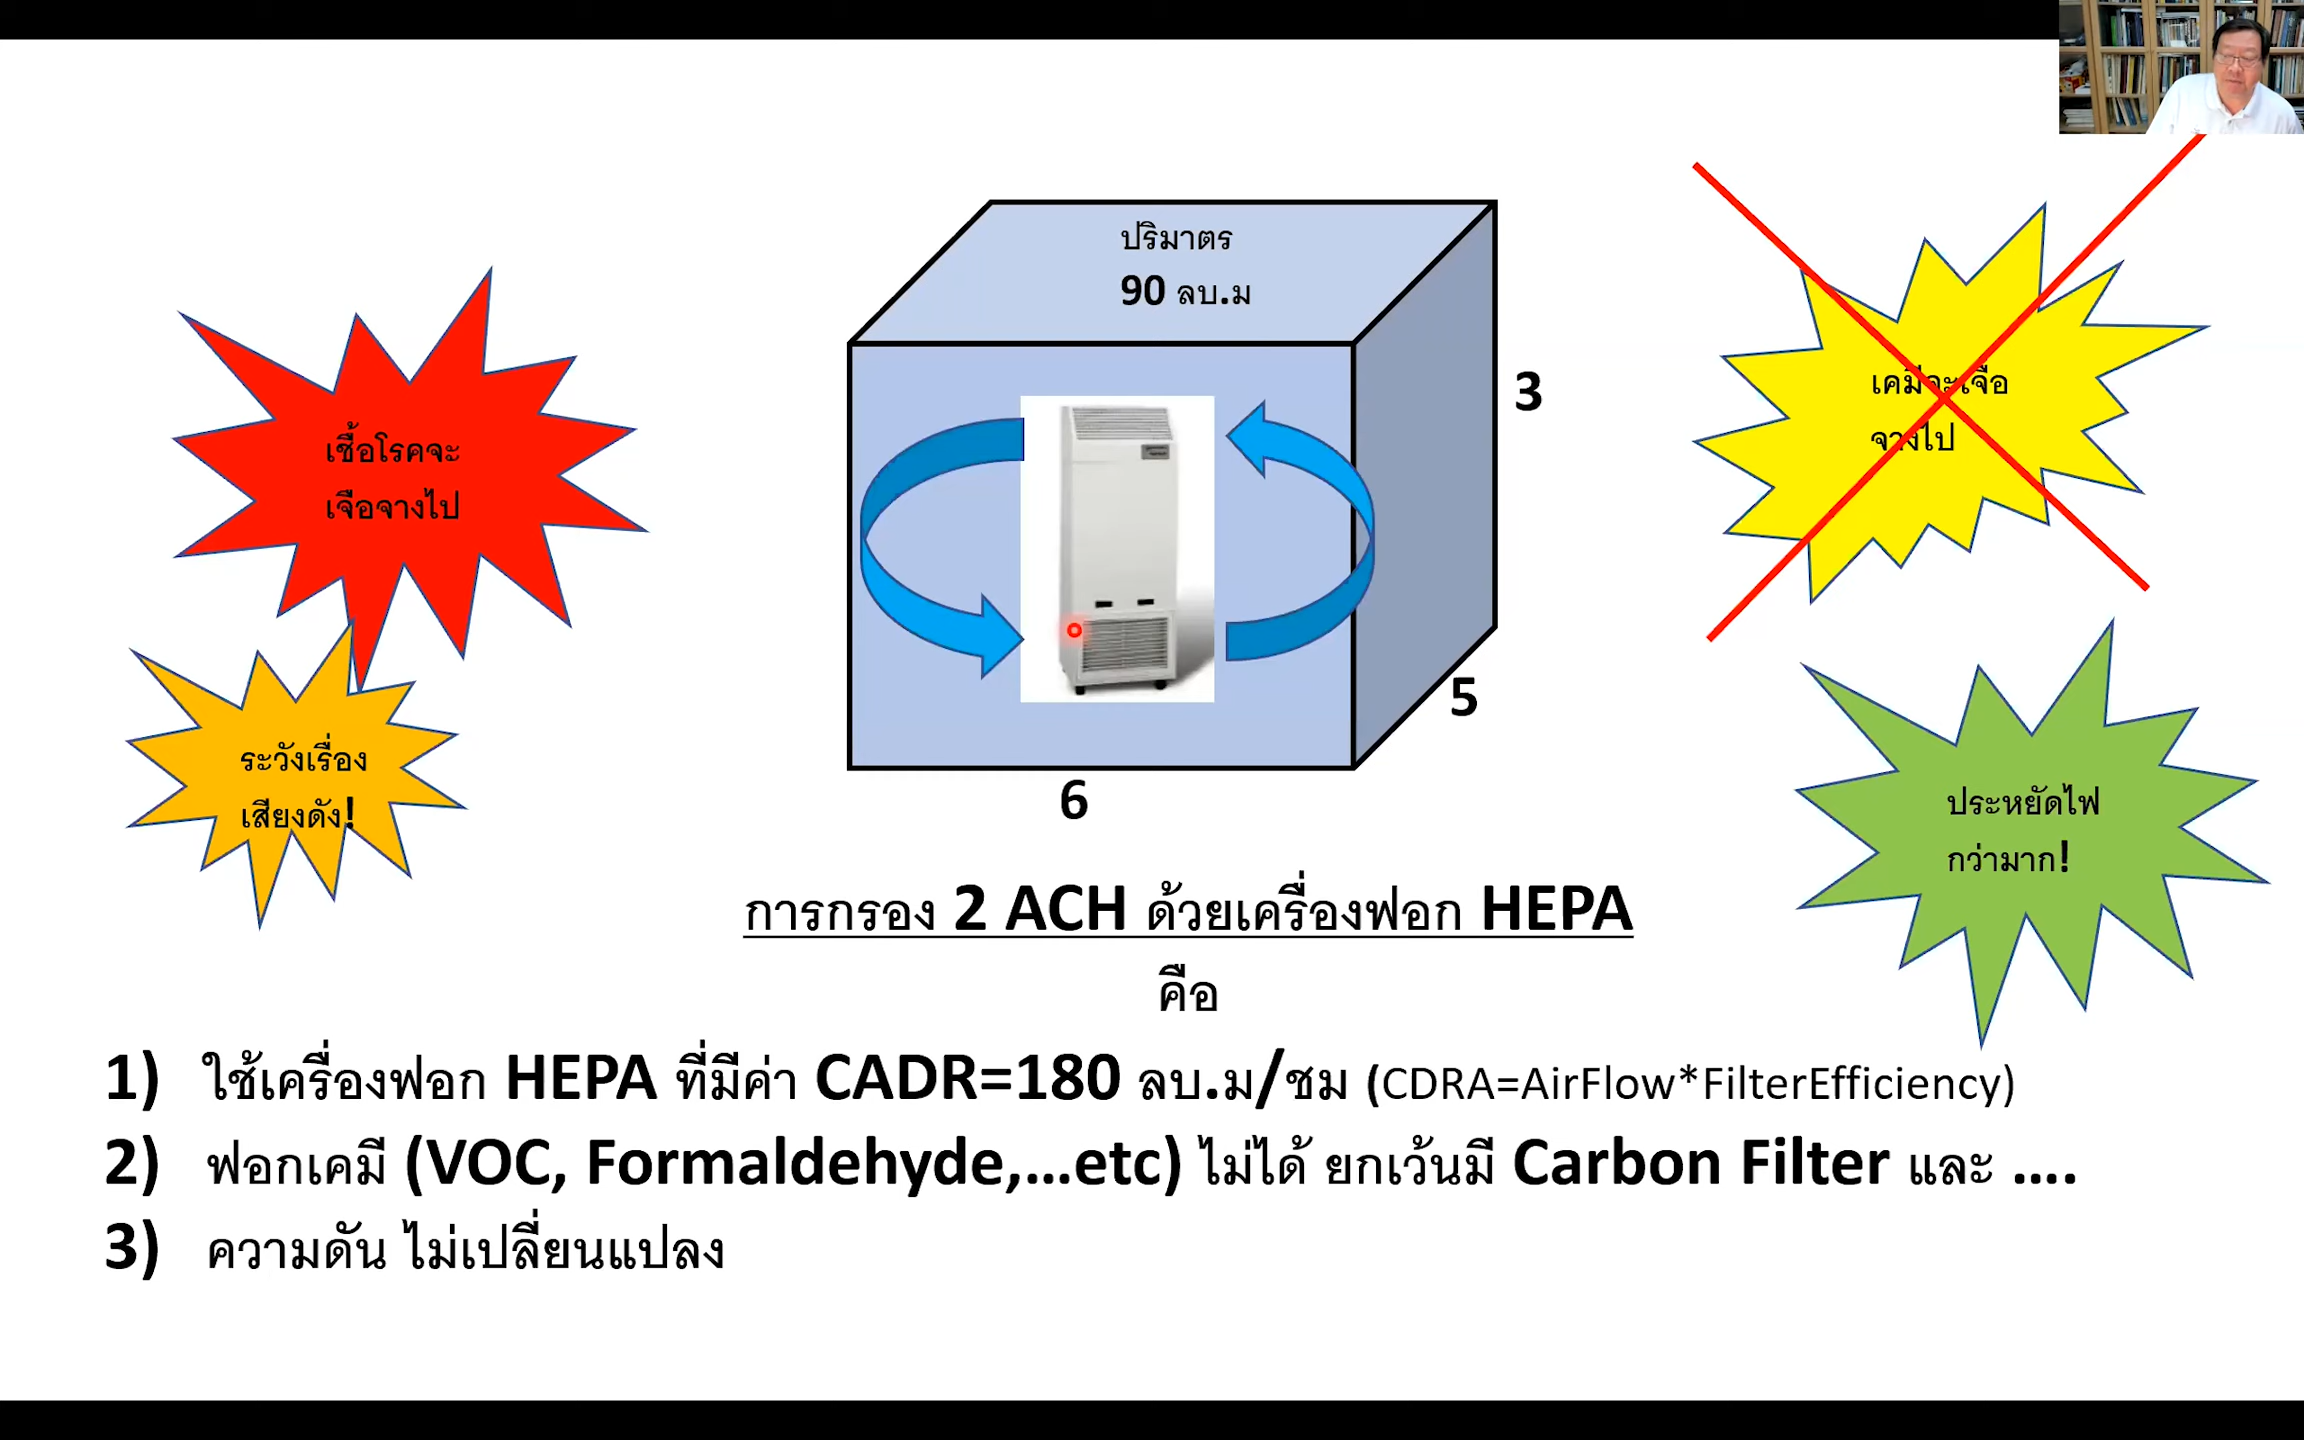 ปริมาตร
90 ลบ.ม
3
5
6
เชื้อโรคจะ
เจือจางไป
ระวังเรื่อง
เสียงดัง!
เคมีจะเจือ
จางไป
ประหยัดไฟ
กว่ามาก!
การกรอง 2 ACH ด้วยเครื่องฟอก HEPA
คือ
1) ใช้เครื่องฟอก HEPA ที่มีค่า CADR=180 ลบ.ม/ชม (CDRA=AirFlow*FilterEfficiency)
2) ฟอกเคมี (VOC, Formaldehyde,...etc) ไม่ได้ ยกเว้นมี Carbon Filter และ ....
3) ความดัน ไม่เปลี่ยนแปลง